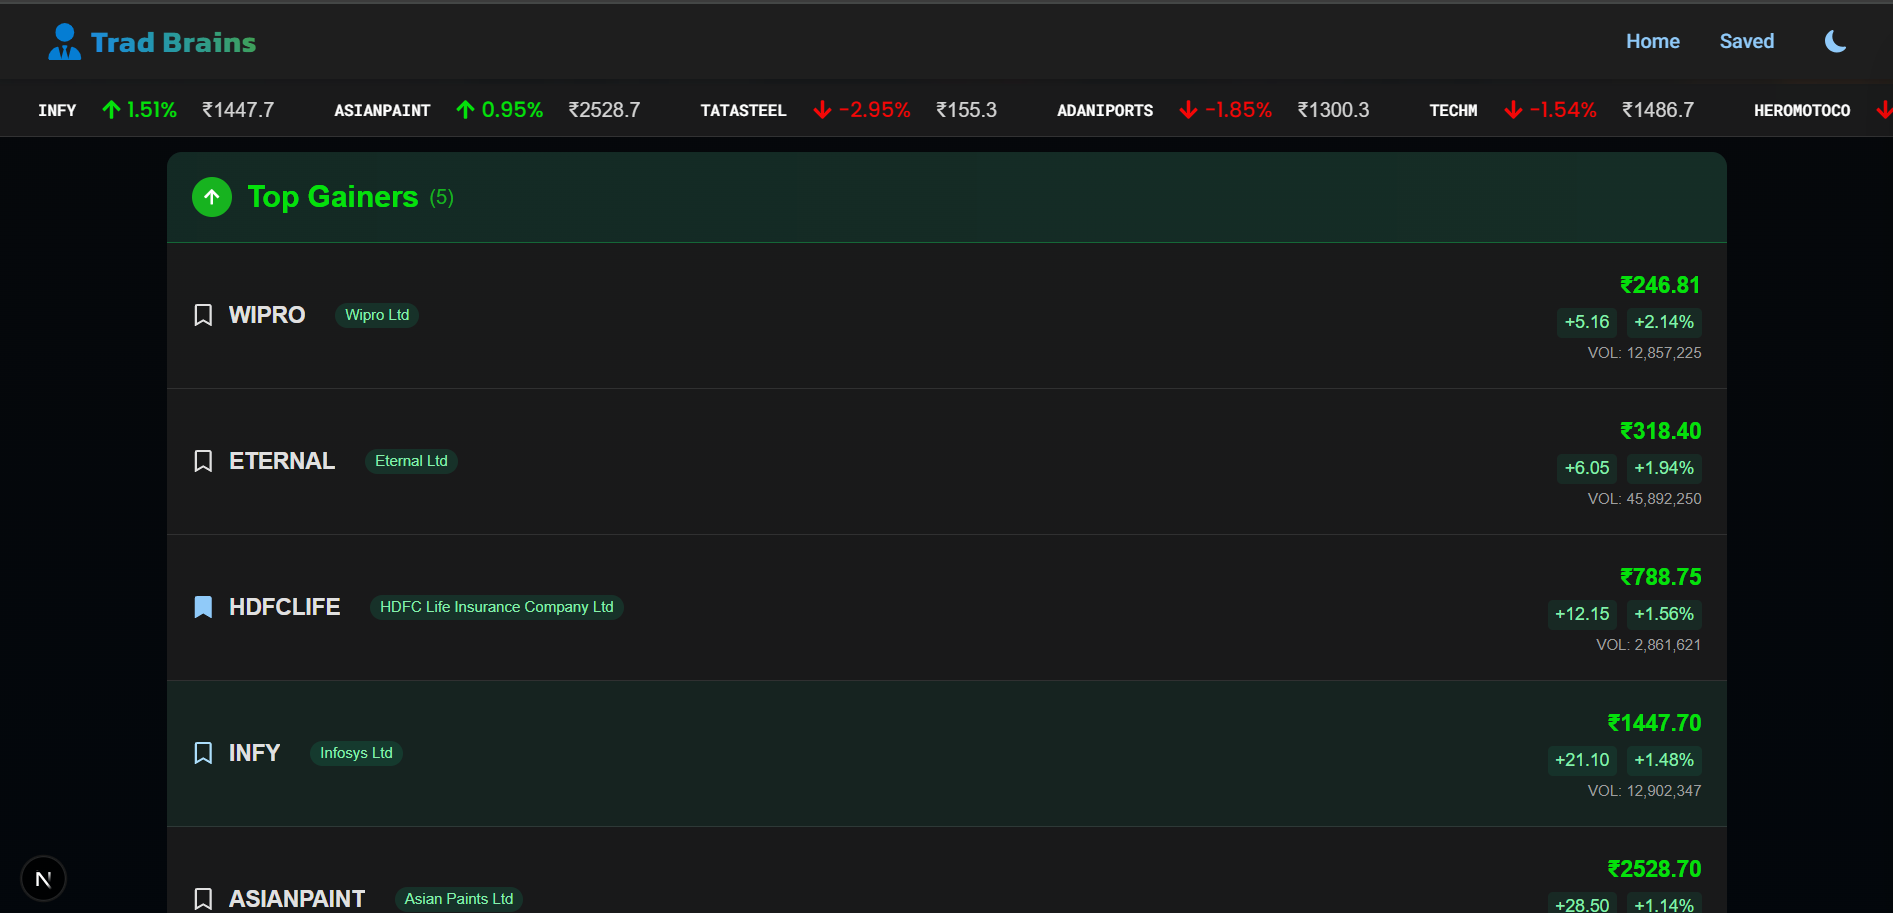 Trad Brains
Home Saved
INFY 1.51% ₹1447.7 ASIANPAINT 0.95% ₹2528.7 TATASTEEL -2.95% ₹155.3 ADANIPORTS -1.85% ₹1300.3 TECHM -1.54% ₹1486.7 HEROMOTOCO
Top Gainers (5)
WIPRO Wipro Ltd
₹246.81
+5.16 +2.14%
VOL: 12,857,225
ETERNAL Eternal Ltd
₹318.40
+6.05 +1.94%
VOL: 45,892,250
HDFCLIFE HDFC Life Insurance Company Ltd
₹788.75
+12.15 +1.56%
VOL: 2,861,621
INFY Infosys Ltd
₹1447.70
+21.10 +1.48%
VOL: 12,902,347
ASIANPAINT Asian Paints Ltd
₹2528.70
+28.50 +1.14%
N